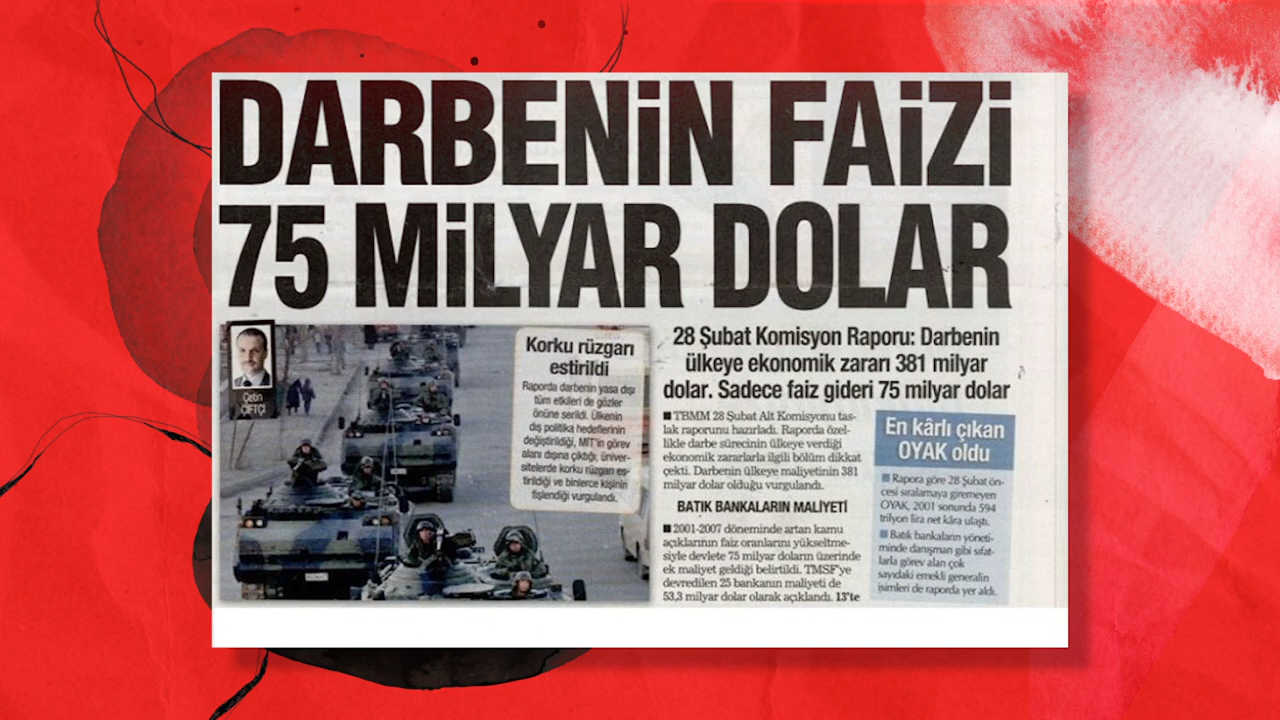 DARBENİN FAİZİ
75 MİLYAR DOLAR
Çetin
ÇİFTÇİ
Korku rüzgarı
estirildi
Raporda darbenin yasa dışı
tüm etkileri de gözler
önüne serildi. Ülkenin
dış politika hedeflerinin
değiştirildiği, MİT'in görev
alanı dışına çıktığı, üniver-
sitelerde korku rüzgarı es-
tirildiği ve binlerce kişinin
fişlendiği vurgulandı.
28 Şubat Komisyon Raporu: Darbenin
ülkeye ekonomik zararı 381 milyar
dolar. Sadece faiz gideri 75 milyar dolar
■ TBMM 28 Şubat Alt Komisyonu tas-
lak raporunu hazırladı. Raporda özel-
likle darbe sürecinin ülkeye verdiği
ekonomik zararlarla ilgili bölüm dikkat
çekti. Darbenin ülkeye maliyetinin 381
milyar dolar olduğu vurgulandı.
BATIK BANKALARIN MALİYETİ
■ 2001-2007 döneminde artan kamu
açıklarının faiz oranlarını yükseltme-
siyle devlete 75 milyar doların üzerinde
ek maliyet geldiği belirtildi. TMSF'ye
devredilen 25 bankanın maliyeti de
53,3 milyar dolar olarak açıklandı. 13'te
En kârlı çıkan
OYAK oldu
■ Rapora göre 28 Şubat ön-
cesi sıralamaya giremeyen
OYAK, 2001 sonunda 594
trilyon lira net kâra ulaştı.
■ Batık bankaların yöneti-
minde danışman gibi sıfat-
larla görev alan çok
sayıdaki emekli generalin
isimleri de raporda yer aldı.